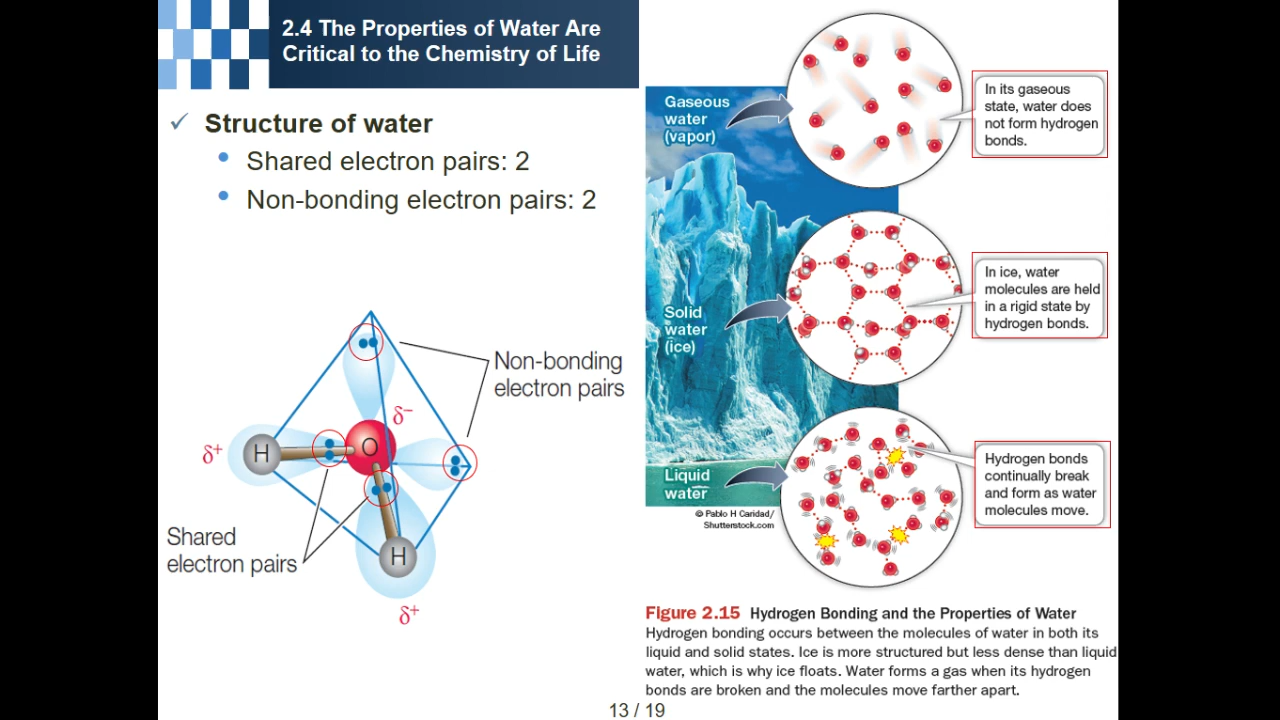 2.4 The Properties of Water Are
Critical to the Chemistry of Life
✓ Structure of water
• Shared electron pairs: 2
• Non-bonding electron pairs: 2
Non-bonding
electron pairs
δ−
δ+
H
O
Shared
electron pairs
H
δ+
Gaseous
water
(vapor)
In its gaseous
state, water does
not form hydrogen
bonds.
Solid
water
(ice)
In ice, water
molecules are held
in a rigid state by
hydrogen bonds.
Liquid
water
Hydrogen bonds
continually break
and form as water
molecules move.
© Pablo H Caridad/
Shutterstock.com
Figure 2.15 Hydrogen Bonding and the Properties of Water
Hydrogen bonding occurs between the molecules of water in both its
liquid and solid states. Ice is more structured but less dense than liquid
water, which is why ice floats. Water forms a gas when its hydrogen
bonds are broken and the molecules move farther apart.
13 / 19